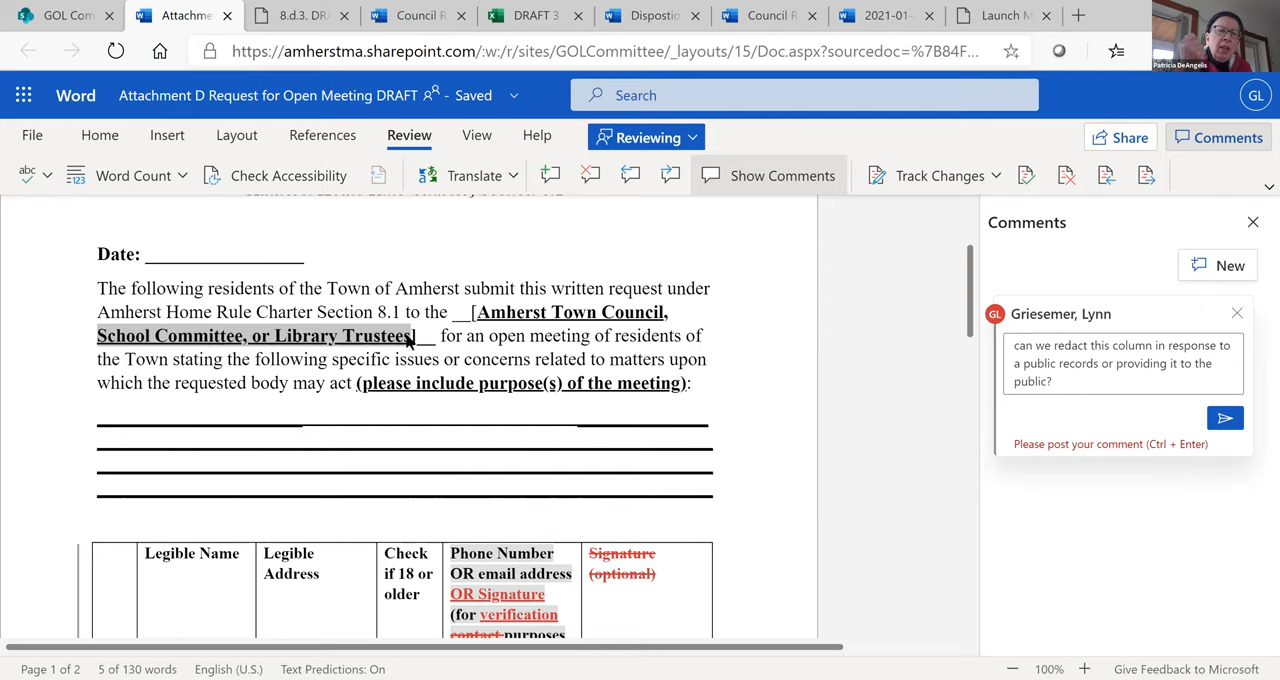 GOL Com
Attachme
8.d.3. DR
Council R
DRAFT 3
Dispositio
Council R
2021-01-
Launch M
https://amherstma.sharepoint.com/:w:/r/sites/GOLCommittee/_layouts/15/Doc.aspx?sourcedoc=%7B84F...
Patricia DeAngelis
Word
Attachment D Request for Open Meeting DRAFT - Saved
Search
GL
File
Home
Insert
Layout
References
Review
View
Help
Reviewing
Share
Comments
abc
123
Word Count
Check Accessibility
Translate
Show Comments
Track Changes
Date: ________________
The following residents of the Town of Amherst submit this written request under
Amherst Home Rule Charter Section 8.1 to the __[Amherst Town Council,
School Committee, or Library Trustees]__ for an open meeting of residents of
the Town stating the following specific issues or concerns related to matters upon
which the requested body may act (please include purpose(s) of the meeting):
Legible Name
Legible
Address
Check
if 18 or
older
Phone Number
OR email address
OR Signature
(for verification
contact purposes
Signature
(optional)
Comments
New
GL
Griesemer, Lynn
can we redact this column in response to
a public records or providing it to the
public?
Please post your comment (Ctrl + Enter)
Page 1 of 2
5 of 130 words
English (U.S.)
Text Predictions: On
100%
Give Feedback to Microsoft